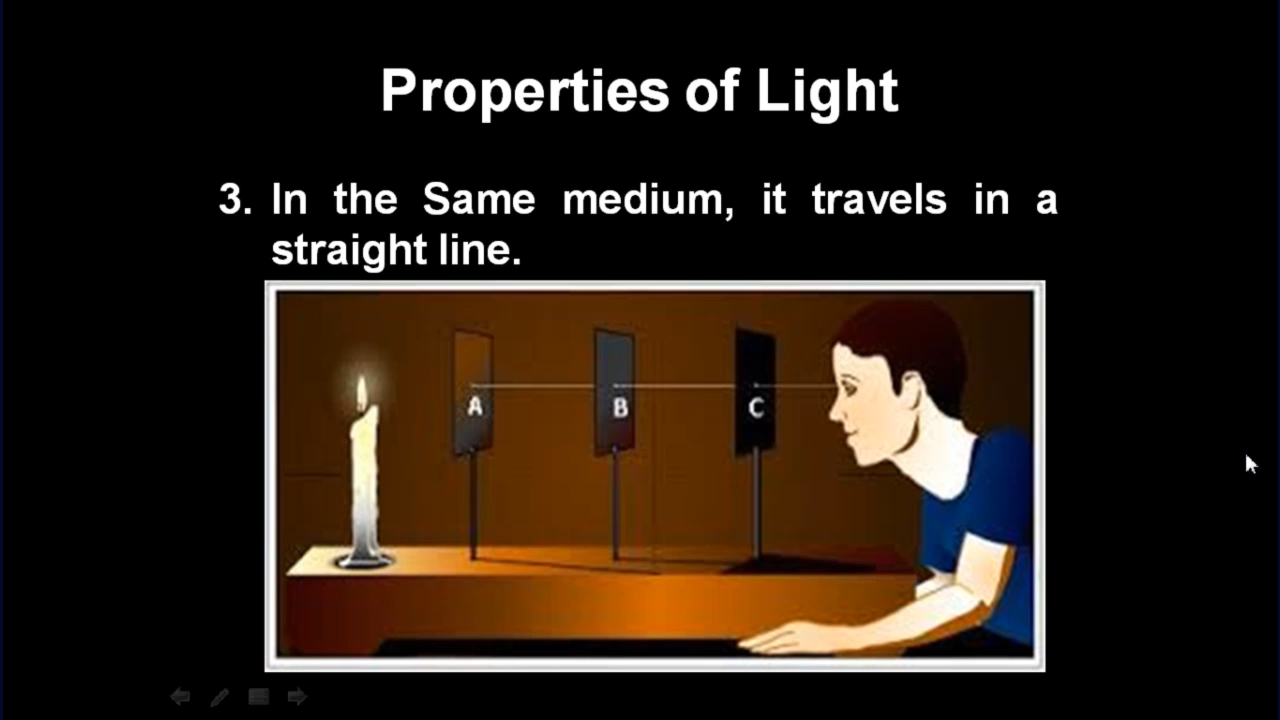 Properties of Light
3. In the Same medium, it travels in a
straight line.
A B C